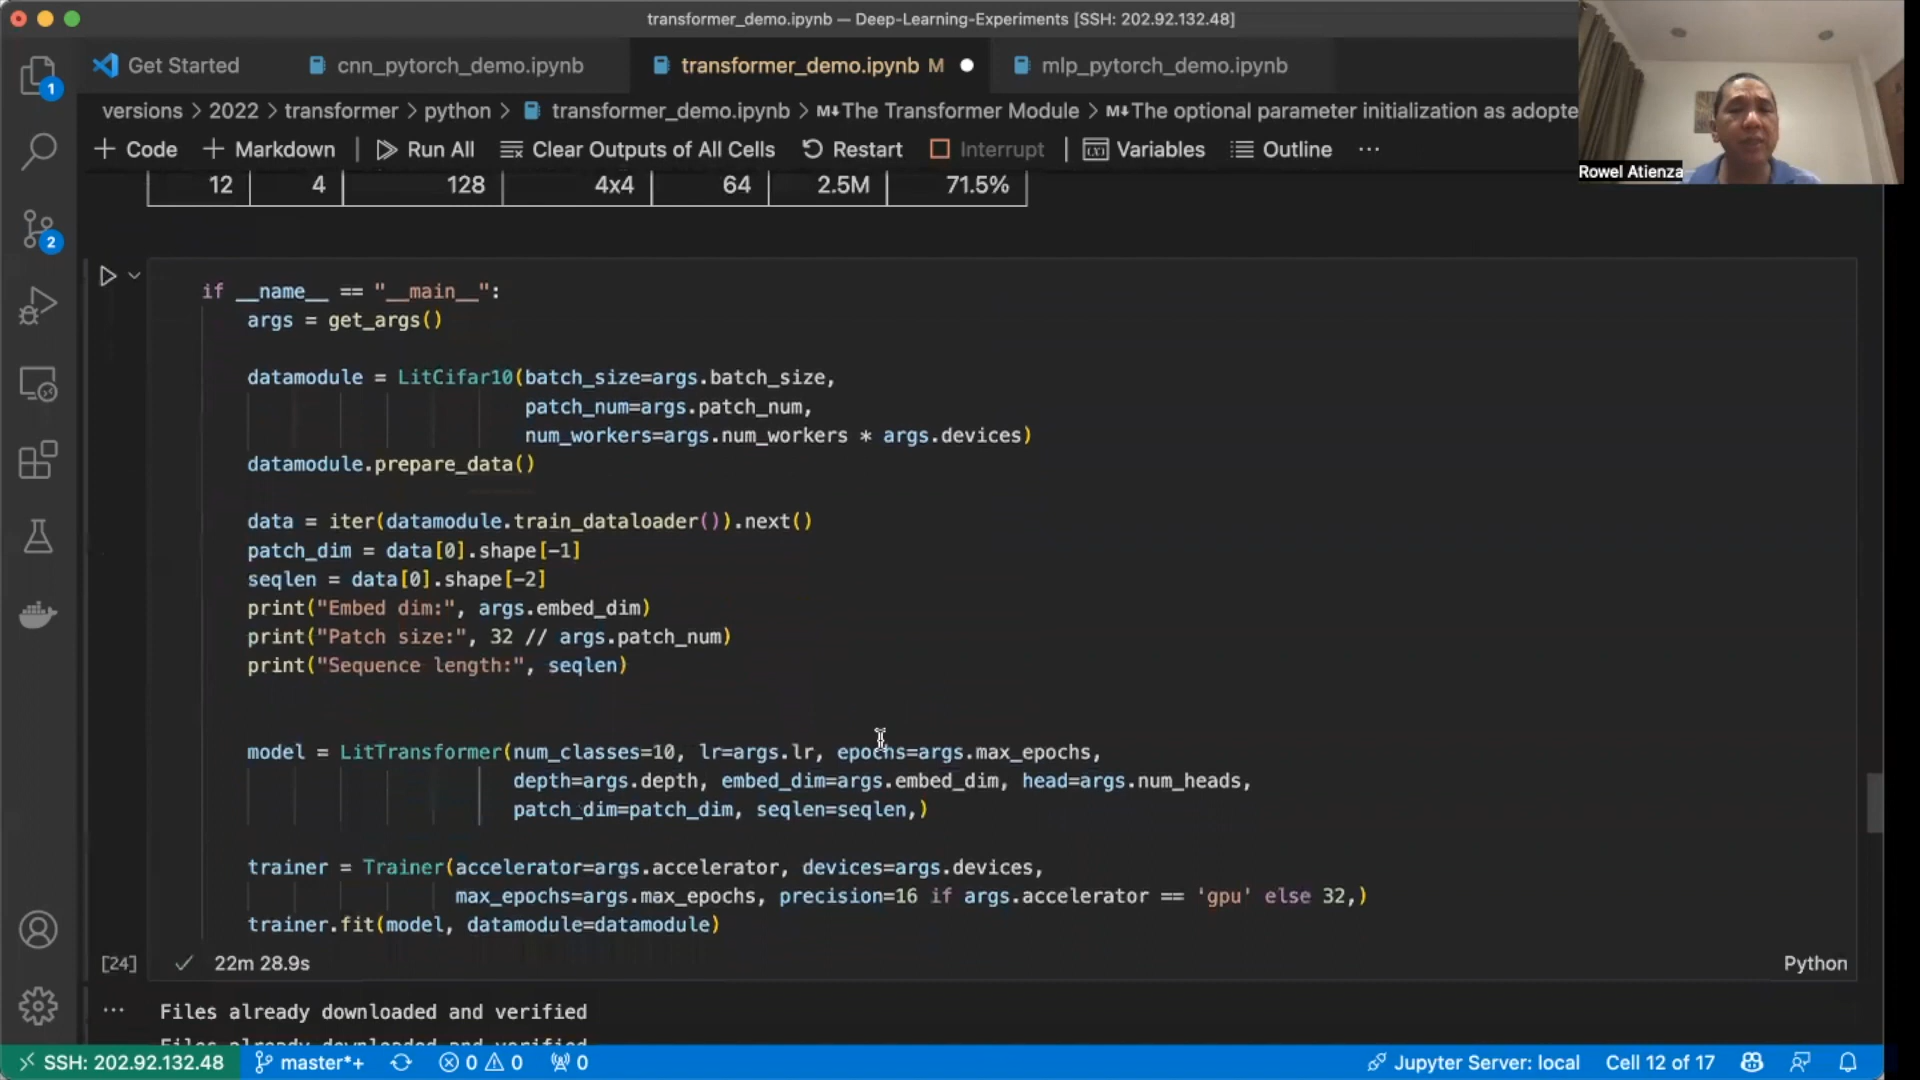 transformer_demo.ipynb — Deep-Learning-Experiments [SSH: 202.92.132.48]
Get Started
cnn_pytorch_demo.ipynb
transformer_demo.ipynb M
mlp_pytorch_demo.ipynb
versions > 2022 > transformer > python > transformer_demo.ipynb > M↓The Transformer Module > M↓The optional parameter initialization as adopte
+ Code + Markdown | Run All Clear Outputs of All Cells Restart Interrupt | Variables Outline ···
Rowel Atienza
12 4 128 4x4 64 2.5M 71.5%
if __name__ == "__main__":
args = get_args()
datamodule = LitCifar10(batch_size=args.batch_size,
patch_num=args.patch_num,
num_workers=args.num_workers * args.devices)
datamodule.prepare_data()
data = iter(datamodule.train_dataloader()).next()
patch_dim = data[0].shape[-1]
seqlen = data[0].shape[-2]
print("Embed dim:", args.embed_dim)
print("Patch size:", 32 // args.patch_num)
print("Sequence length:", seqlen)
model = LitTransformer(num_classes=10, lr=args.lr, epochs=args.max_epochs,
depth=args.depth, embed_dim=args.embed_dim, head=args.num_heads,
patch_dim=patch_dim, seqlen=seqlen,)
trainer = Trainer(accelerator=args.accelerator, devices=args.devices,
max_epochs=args.max_epochs, precision=16 if args.accelerator == 'gpu' else 32,)
trainer.fit(model, datamodule=datamodule)
[24] ✓ 22m 28.9s
Python
··· Files already downloaded and verified
Files already downloaded and verified
1
2
SSH: 202.92.132.48 master*+ 0 0 0
Jupyter Server: local Cell 12 of 17